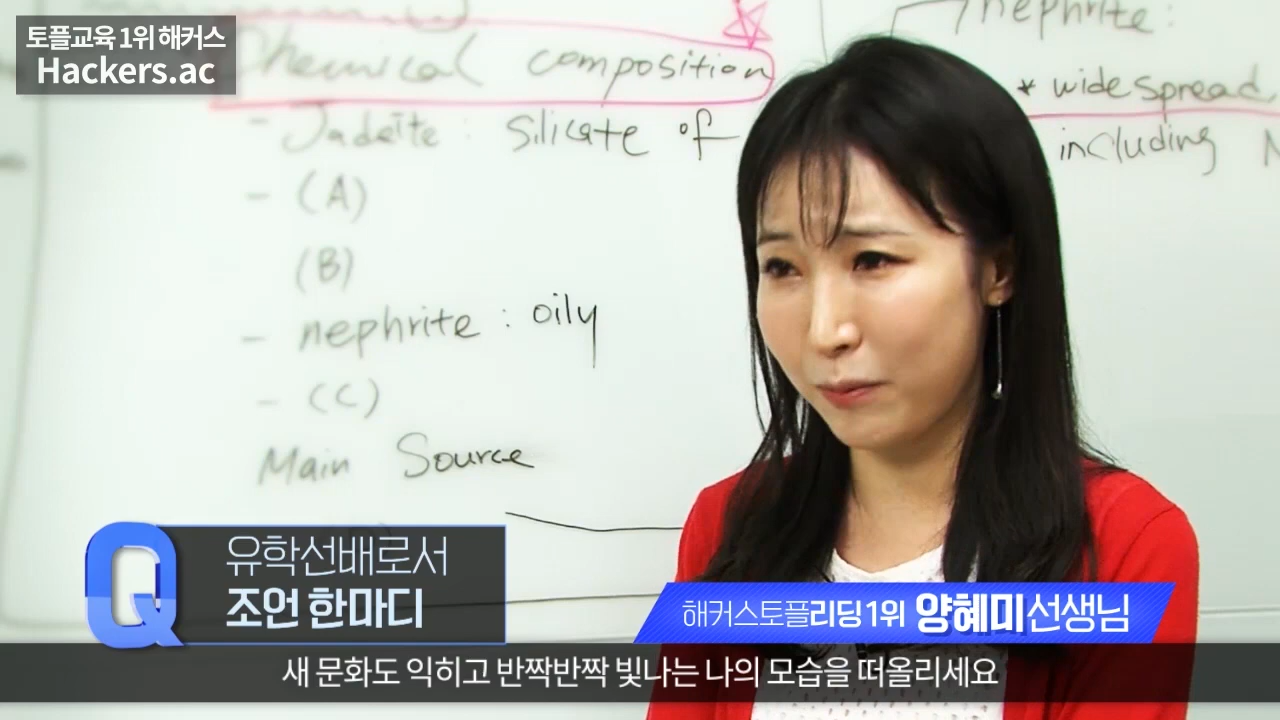 토플교육 1위 해커스
Hackers.ac
Chemical composition
- Jadeite : Silicate of
- (A)
(B)
- nephrite : oily
- (C)
Main Source
nephrite :
* widespread,
including
Q
유학선배로서
조언 한마디
해커스토플리딩 1위 양혜미선생님
새 문화도 익히고 반짝반짝 빛나는 나의 모습을 떠올리세요